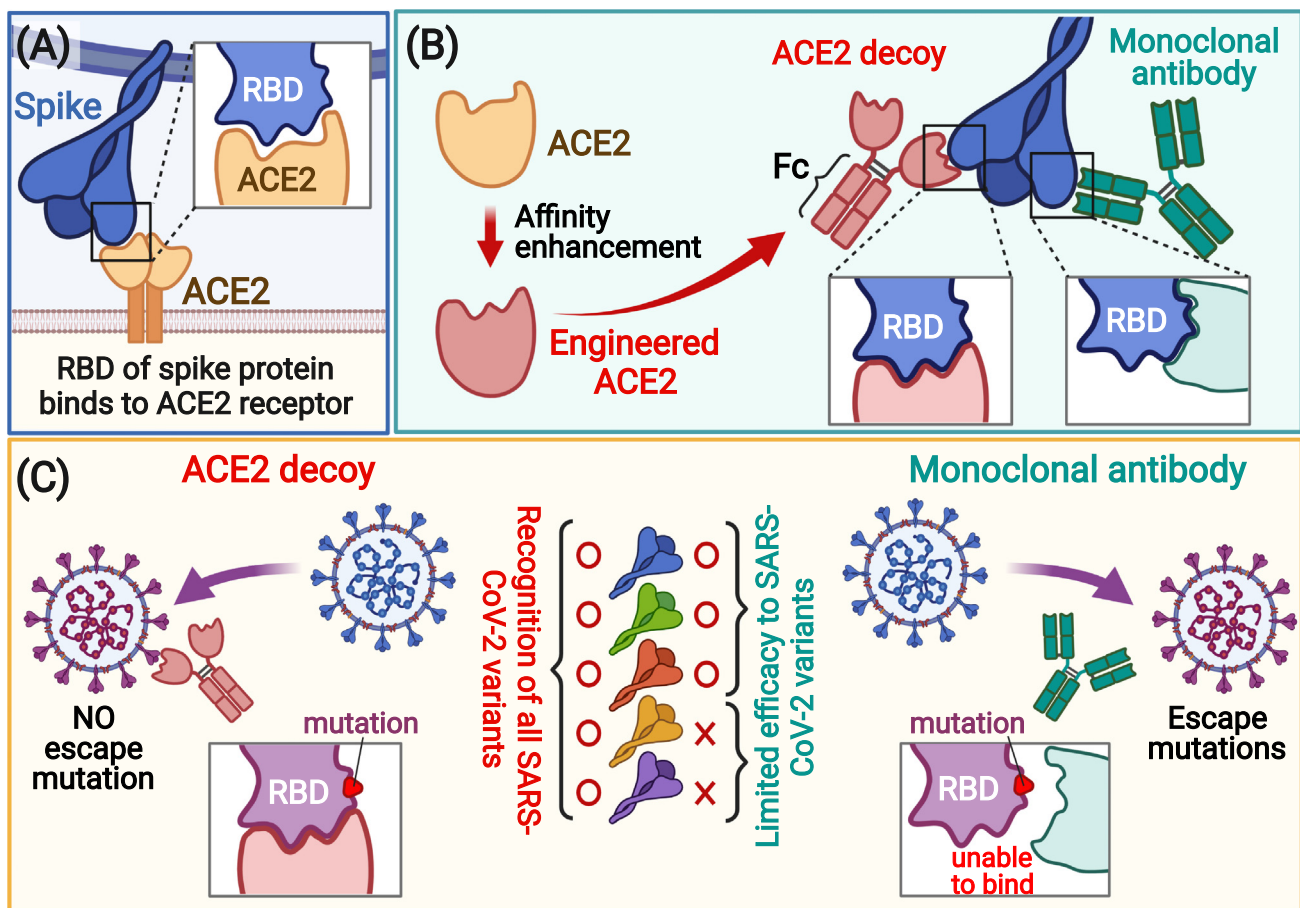 (A)
Spike
RBD
ACE2
ACE2
RBD of spike protein
binds to ACE2 receptor
(B)
ACE2
Affinity
enhancement
Engineered
ACE2
ACE2 decoy
Fc
Monoclonal
antibody
RBD
RBD
(C)
ACE2 decoy
NO
escape
mutation
mutation
RBD
Recognition of all SARS-
CoV-2 variants
Limited efficacy to SARS-
CoV-2 variants
Monoclonal antibody
Escape
mutations
mutation
RBD
unable
to bind